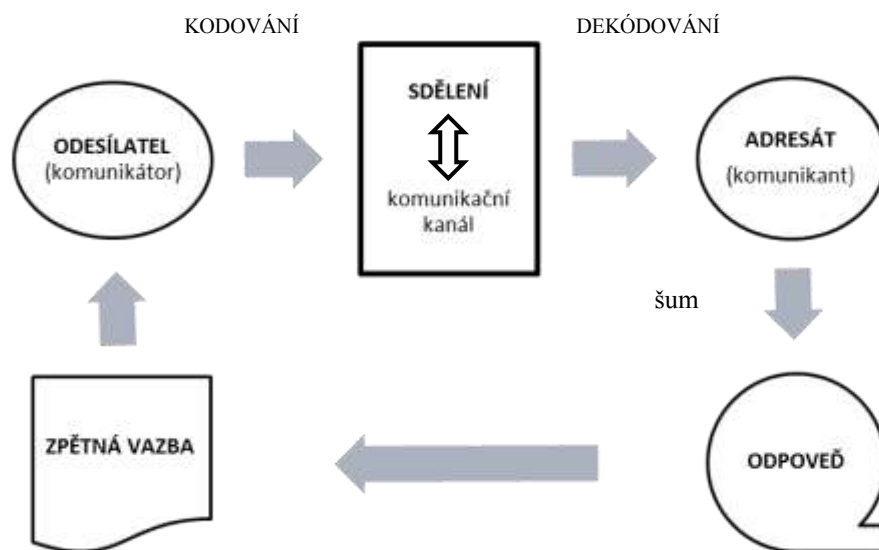 KODOVÁNÍ
DEKÓDOVÁNÍ
ODESÍLATEL
(komunikátor)
SDĚLENÍ
komunikační
kanál
ADRESÁT
(komunikant)
šum
ZPĚTNÁ VAZBA
ODPOVEĎ